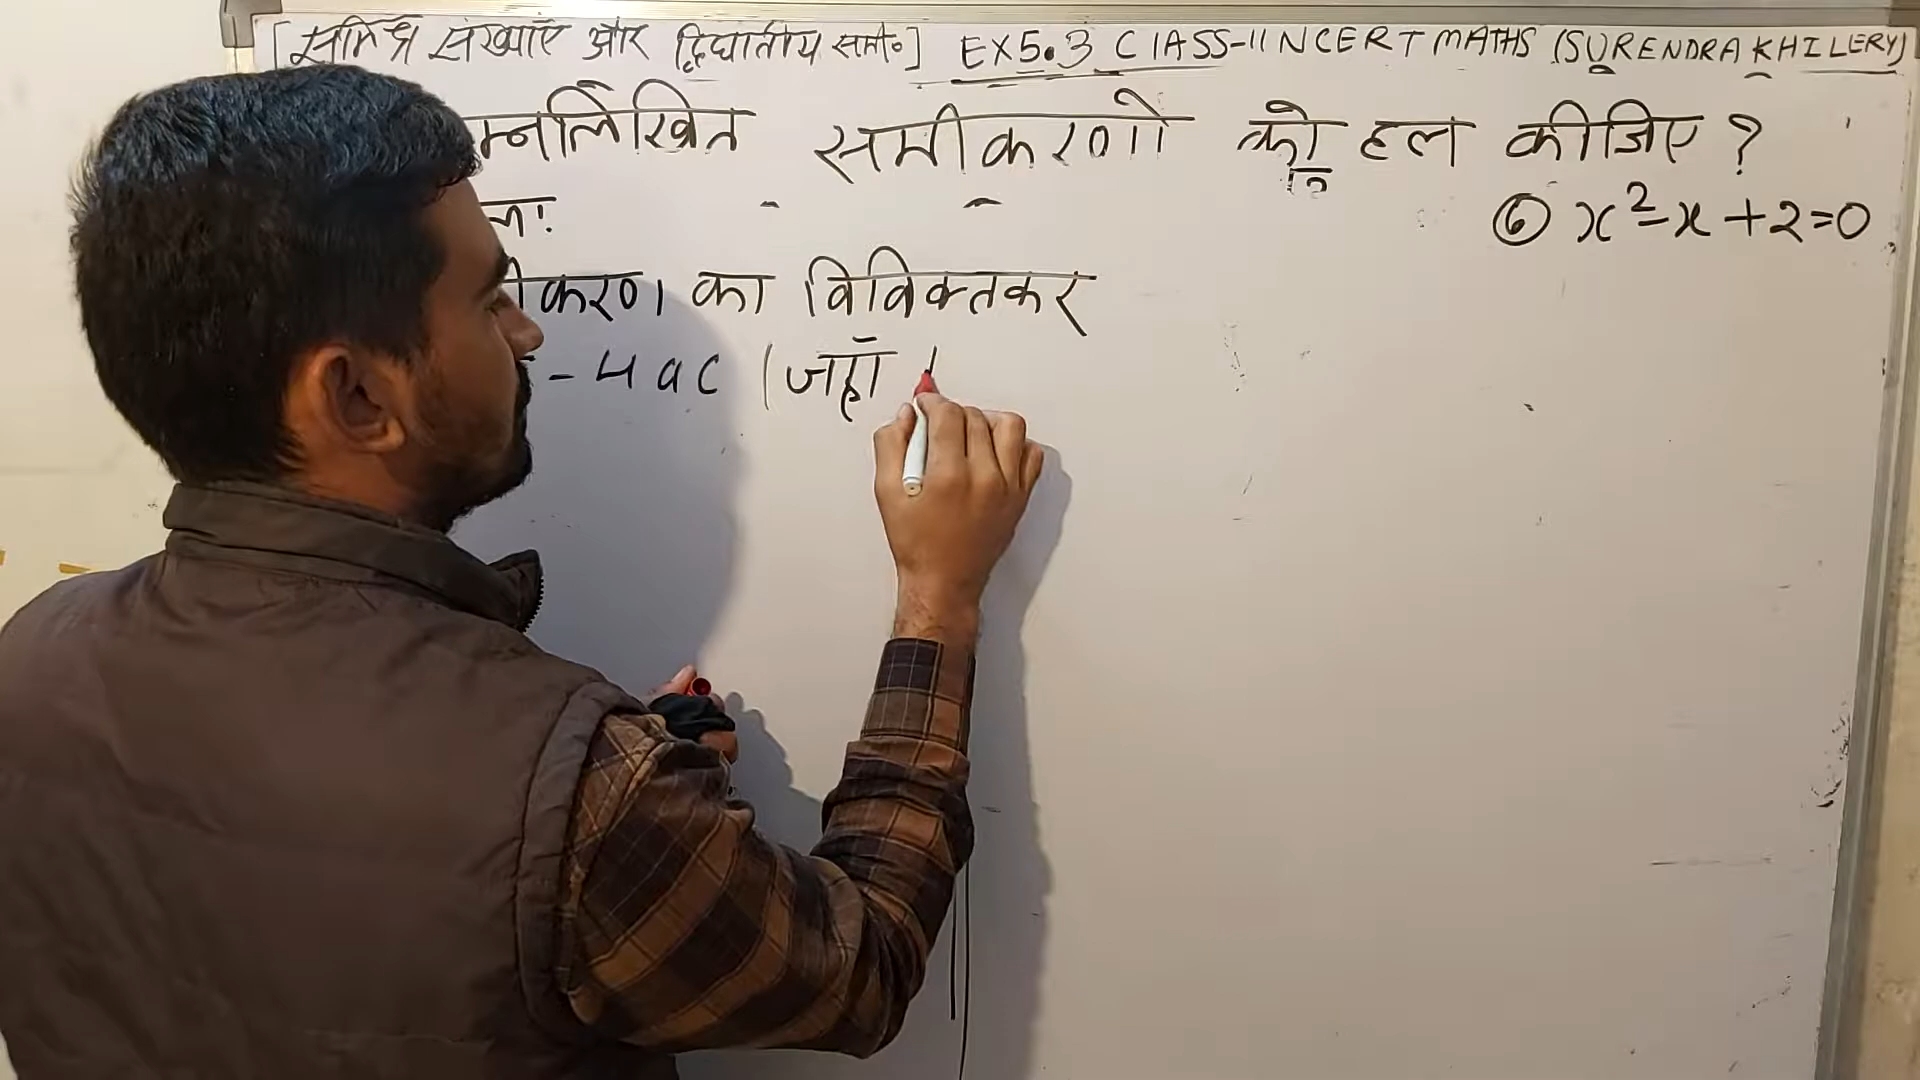 [समिश्र संख्याएँ और द्विघातीय समी०] EX5.3 CLASS-11 NCERT MATHS (SURENDRA KHILERY)
म्नलिखित समीकरणो को हल कीजिए ?
ल: ⑥ x²-x+2=0
ीकरण का विविक्तकर
- 4ac (जहाँ